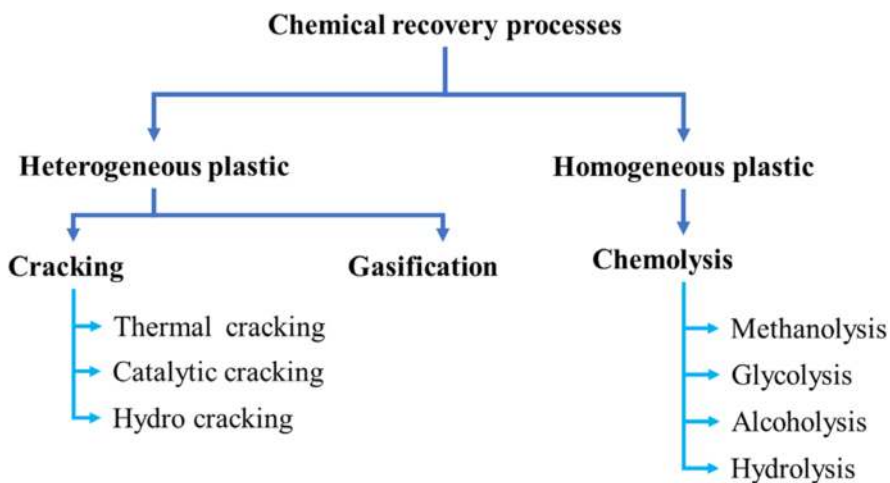 Chemical recovery processes
Heterogeneous plastic
Homogeneous plastic
Cracking
Gasification
Chemolysis
Thermal cracking
Catalytic cracking
Hydro cracking
Methanolysis
Glycolysis
Alcoholysis
Hydrolysis